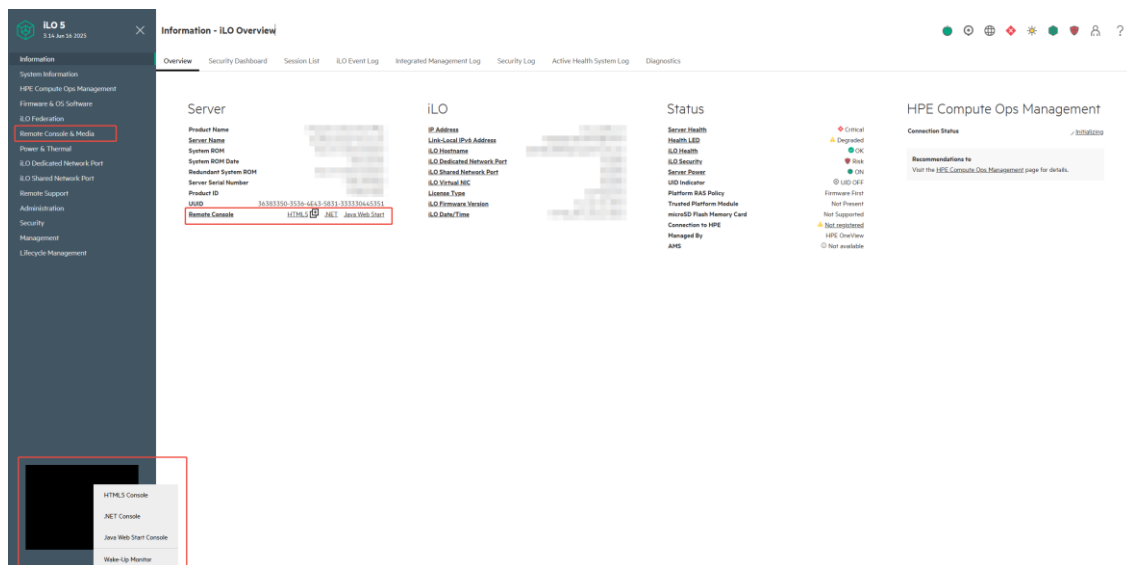 iLO 5
3.14 Jun 16 2025
Information - iLO Overview
Information
System Information
HPE Compute Ops Management
Firmware & OS Software
iLO Federation
Remote Console & Media
Power & Thermal
iLO Dedicated Network Port
iLO Shared Network Port
Remote Support
Administration
Security
Management
Lifecycle Management
Overview Security Dashboard Session List iLO Event Log Integrated Management Log Security Log Active Health System Log Diagnostics
Server
Product Name
Server Name
System ROM
System ROM Date
Redundant System ROM
Server Serial Number
Product ID
UUID 36383350-3536-4E43-5831-333330445351
Remote Console HTML5 .NET Java Web Start
iLO
IP Address
Link-Local IPv6 Address
iLO Hostname
iLO Dedicated Network Port
iLO Shared Network Port
iLO Virtual NIC
License Type
iLO Firmware Version
iLO Date/Time
Status
Server Health Critical
Health LED Degraded
iLO Health OK
iLO Security Risk
Server Power ON
UID Indicator UID OFF
Platform RAS Policy Firmware First
Trusted Platform Module Not Present
microSD Flash Memory Card Not Supported
Connection to HPE Not registered
Managed By HPE OneView
AMS Not available
HPE Compute Ops Management
Connection Status Initializing
Recommendations to
Visit the HPE Compute Ops Management page for details.
HTML5 Console
.NET Console
Java Web Start Console
Wake-Up Monitor